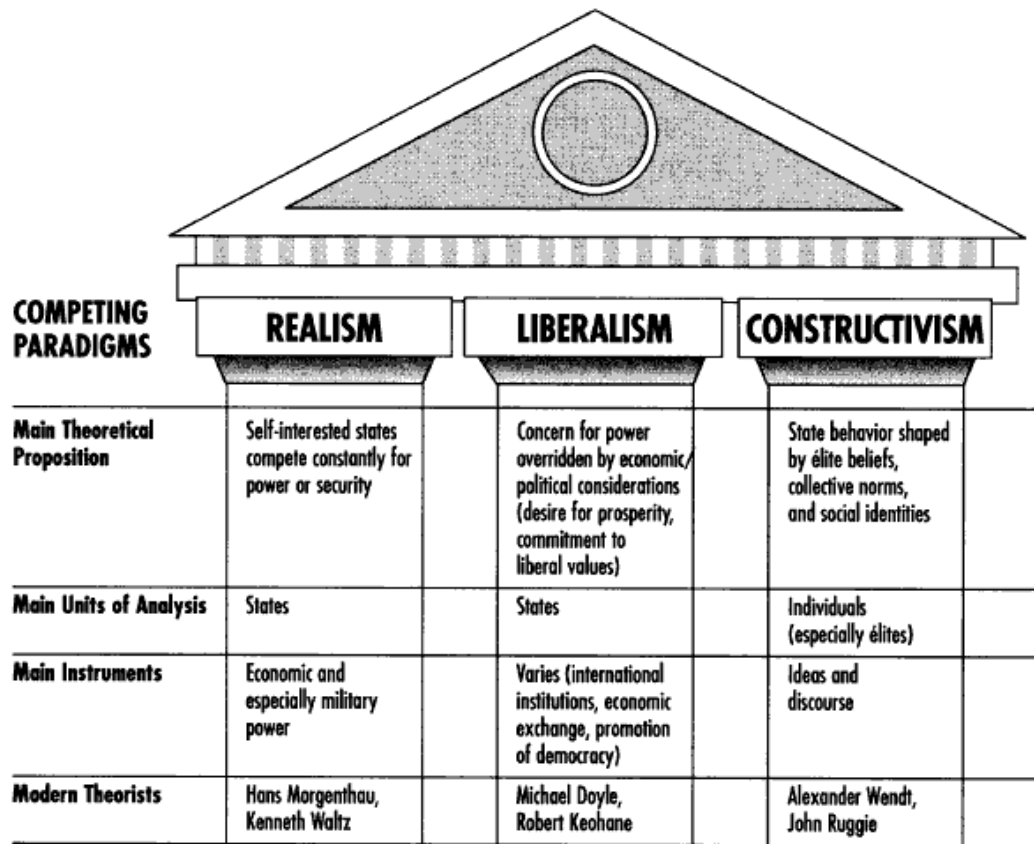 COMPETING
PARADIGMS
REALISM
LIBERALISM
CONSTRUCTIVISM
Main Theoretical
Proposition
Self-interested states
compete constantly for
power or security
Concern for power
overridden by economic/
political considerations
(desire for prosperity,
commitment to
liberal values)
State behavior shaped
by élite beliefs,
collective norms,
and social identities
Main Units of Analysis
States
States
Individuals
(especially élites)
Main Instruments
Economic and
especially military
power
Varies (international
institutions, economic
exchange, promotion
of democracy)
Ideas and
discourse
Modern Theorists
Hans Morgenthau,
Kenneth Waltz
Michael Doyle,
Robert Keohane
Alexander Wendt,
John Ruggie